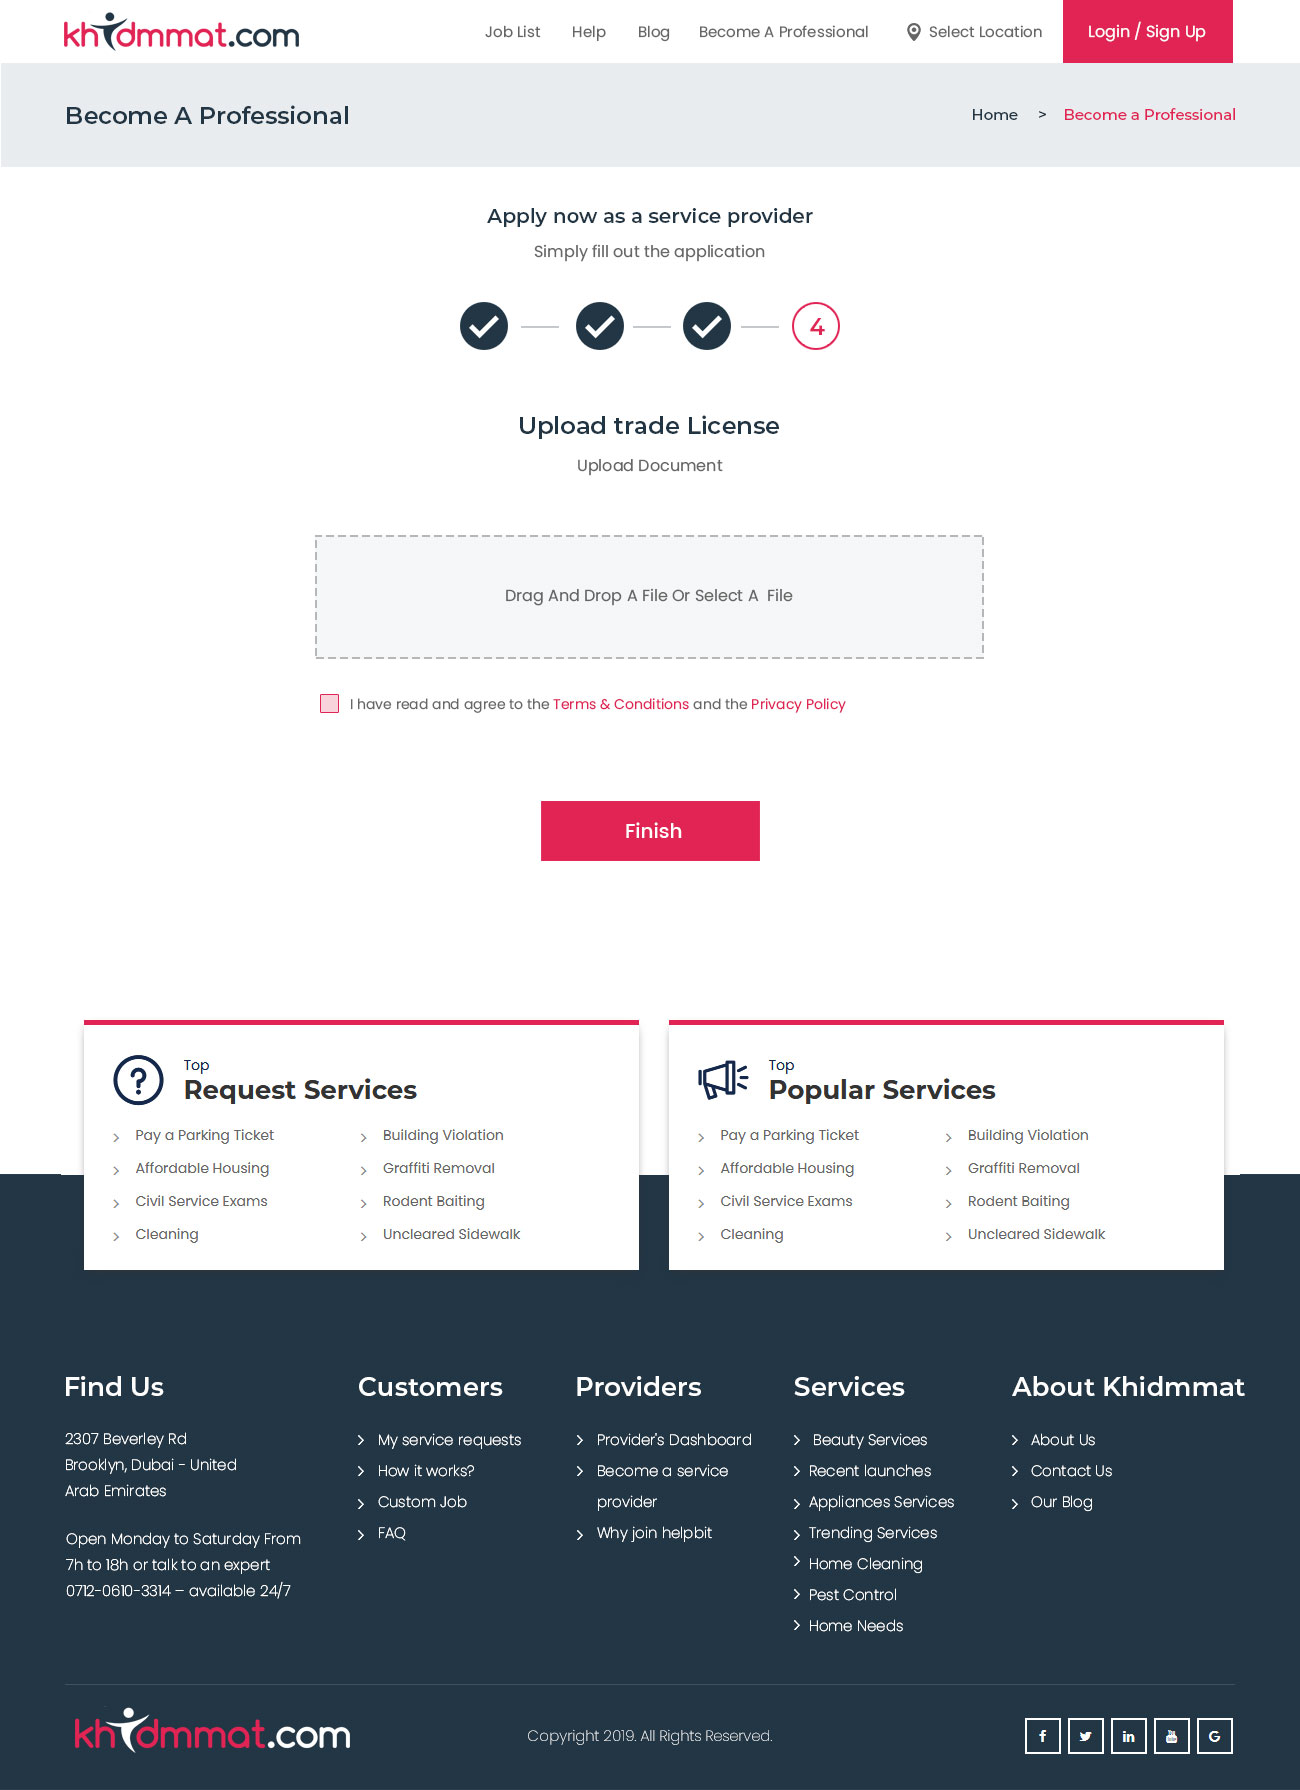 khidmmat.com
Job List Help Blog Become A Professional Select Location Login / Sign Up
Become A Professional
Home > Become a Professional
Apply now as a service provider
Simply fill out the application
4
Upload trade License
Upload Document
Drag And Drop A File Or Select A File
I have read and agree to the Terms & Conditions and the Privacy Policy
Finish
Top
Request Services
Pay a Parking Ticket
Affordable Housing
Civil Service Exams
Cleaning
Building Violation
Graffiti Removal
Rodent Baiting
Uncleared Sidewalk
Top
Popular Services
Pay a Parking Ticket
Affordable Housing
Civil Service Exams
Cleaning
Building Violation
Graffiti Removal
Rodent Baiting
Uncleared Sidewalk
Find Us
2307 Beverley Rd
Brooklyn, Dubai - United
Arab Emirates
Open Monday to Saturday From
7h to 18h or talk to an expert
0712-0610-3314 – available 24/7
Customers
My service requests
How it works?
Custom Job
FAQ
Providers
Provider's Dashboard
Become a service
provider
Why join helpbit
Services
Beauty Services
Recent launches
Appliances Services
Trending Services
Home Cleaning
Pest Control
Home Needs
About Khidmmat
About Us
Contact Us
Our Blog
khidmmat.com
Copyright 2019. All Rights Reserved.